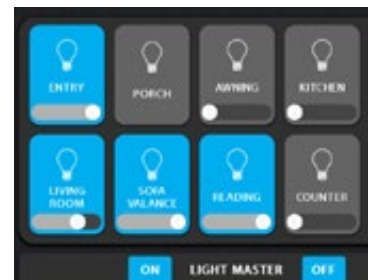 ENTRY
PORCH
AWNING
KITCHEN
LIVING
ROOM
SOFA
VALANCE
READING
COUNTER
ON LIGHT MASTER OFF